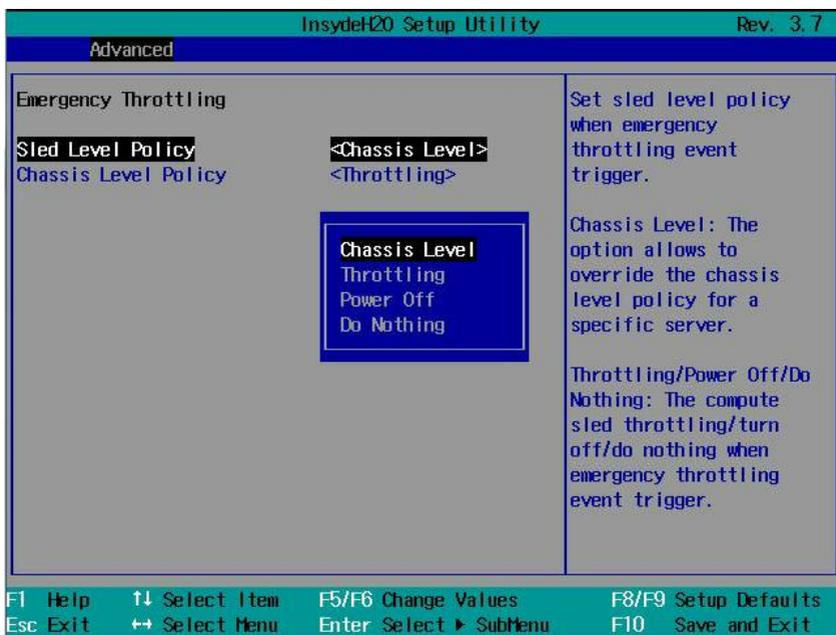 InsydeH2O Setup Utility Rev. 3.7
Advanced
Emergency Throttling
Sled Level Policy <Chassis Level>
Chassis Level Policy <Throttling>
Chassis Level
Throttling
Power Off
Do Nothing
Set sled level policy
when emergency
throttling event
trigger.
Chassis Level: The
option allows to
override the chassis
level policy for a
specific server.
Throttling/Power Off/Do
Nothing: The compute
sled throttling/turn
off/do nothing when
emergency throttling
event trigger.
F1 Help ↑↓ Select Item F5/F6 Change Values F8/F9 Setup Defaults
Esc Exit ↔ Select Menu Enter Select ▶ SubMenu F10 Save and Exit